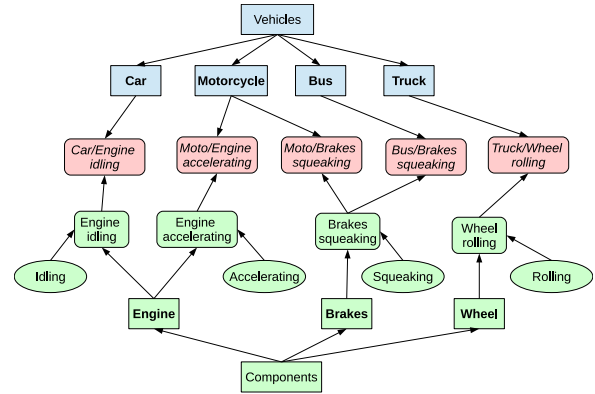 Vehicles
Car
Motorcycle
Bus
Truck
Car/Engine
idling
Moto/Engine
accelerating
Moto/Brakes
squeaking
Bus/Brakes
squeaking
Truck/Wheel
rolling
Engine
idling
Engine
accelerating
Brakes
squeaking
Wheel
rolling
Idling
Accelerating
Squeaking
Rolling
Engine
Brakes
Wheel
Components